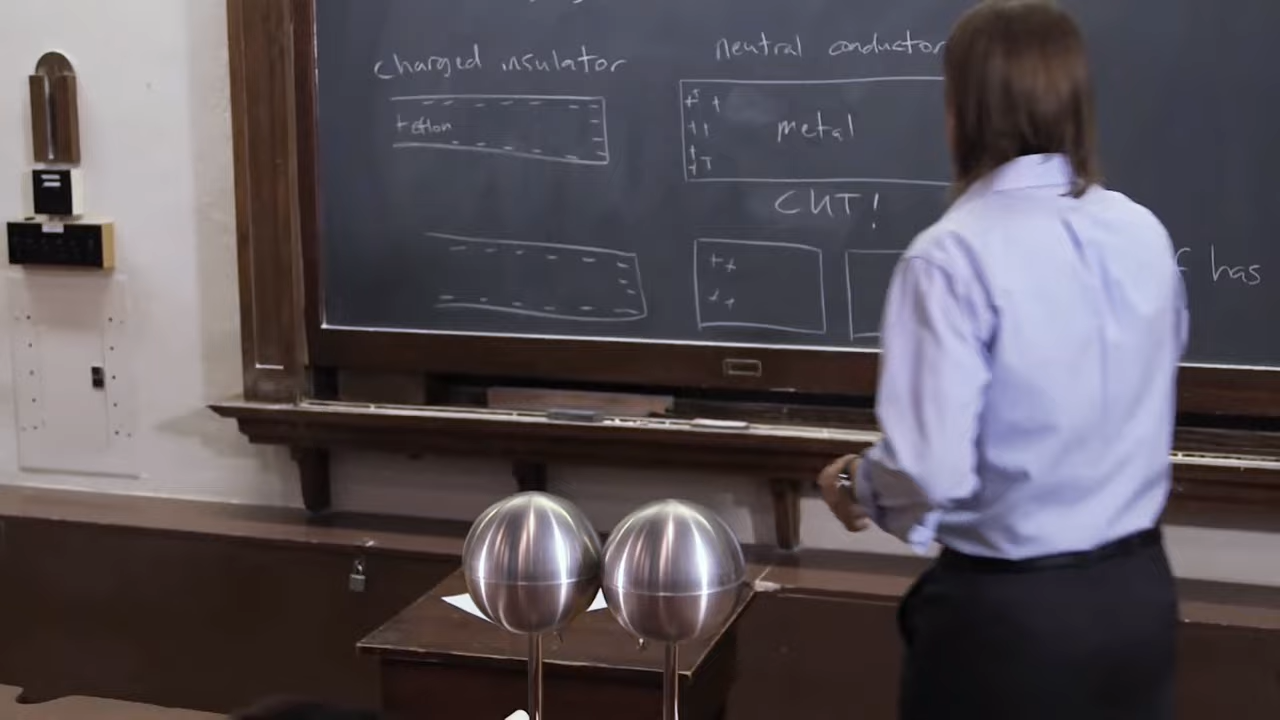 charged insulator
neutral conductor
teflon
metal
CUT!
has